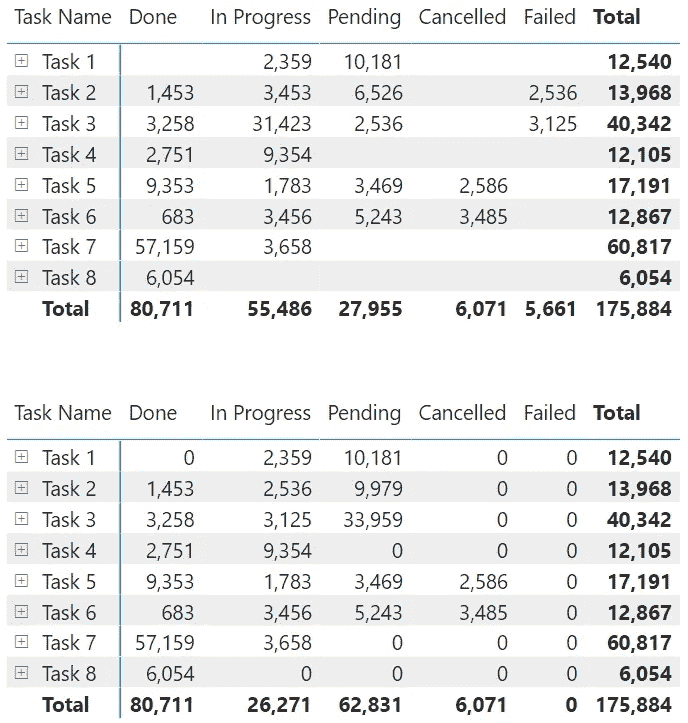 Task Name Done In Progress Pending Cancelled Failed Total
Task 1 2,359 10,181 12,540
Task 2 1,453 3,453 6,526 2,536 13,968
Task 3 3,258 31,423 2,536 3,125 40,342
Task 4 2,751 9,354 12,105
Task 5 9,353 1,783 3,469 2,586 17,191
Task 6 683 3,456 5,243 3,485 12,867
Task 7 57,159 3,658 60,817
Task 8 6,054 6,054
Total 80,711 55,486 27,955 6,071 5,661 175,884
Task Name Done In Progress Pending Cancelled Failed Total
Task 1 0 2,359 10,181 0 0 12,540
Task 2 1,453 2,536 9,979 0 0 13,968
Task 3 3,258 3,125 33,959 0 0 40,342
Task 4 2,751 9,354 0 0 0 12,105
Task 5 9,353 1,783 3,469 2,586 0 17,191
Task 6 683 3,456 5,243 3,485 0 12,867
Task 7 57,159 3,658 0 0 0 60,817
Task 8 6,054 0 0 0 0 6,054
Total 80,711 26,271 62,831 6,071 0 175,884